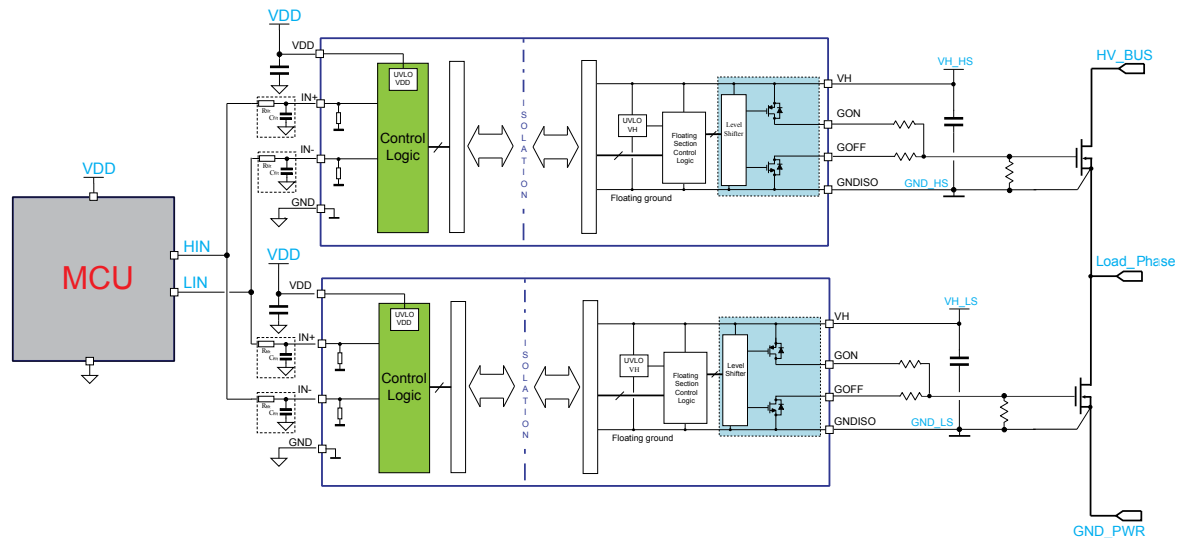 VDD
VDD
UVLO
VDD
IN+
Control
Logic
IN-
GND
ISOLATION
UVLO
VH
Floating
Section
Control
Logic
Level
Shifter
Floating ground
VH
GON
GOFF
GNDISO
VH_HS
GND_HS
HV_BUS
VDD
MCU
HIN
LIN
Load_Phase
VDD
VDD
UVLO
VDD
IN+
Control
Logic
IN-
GND
ISOLATION
UVLO
VH
Floating
Section
Control
Logic
Level
Shifter
Floating ground
VH
GON
GOFF
GNDISO
VH_LS
GND_LS
GND_PWR